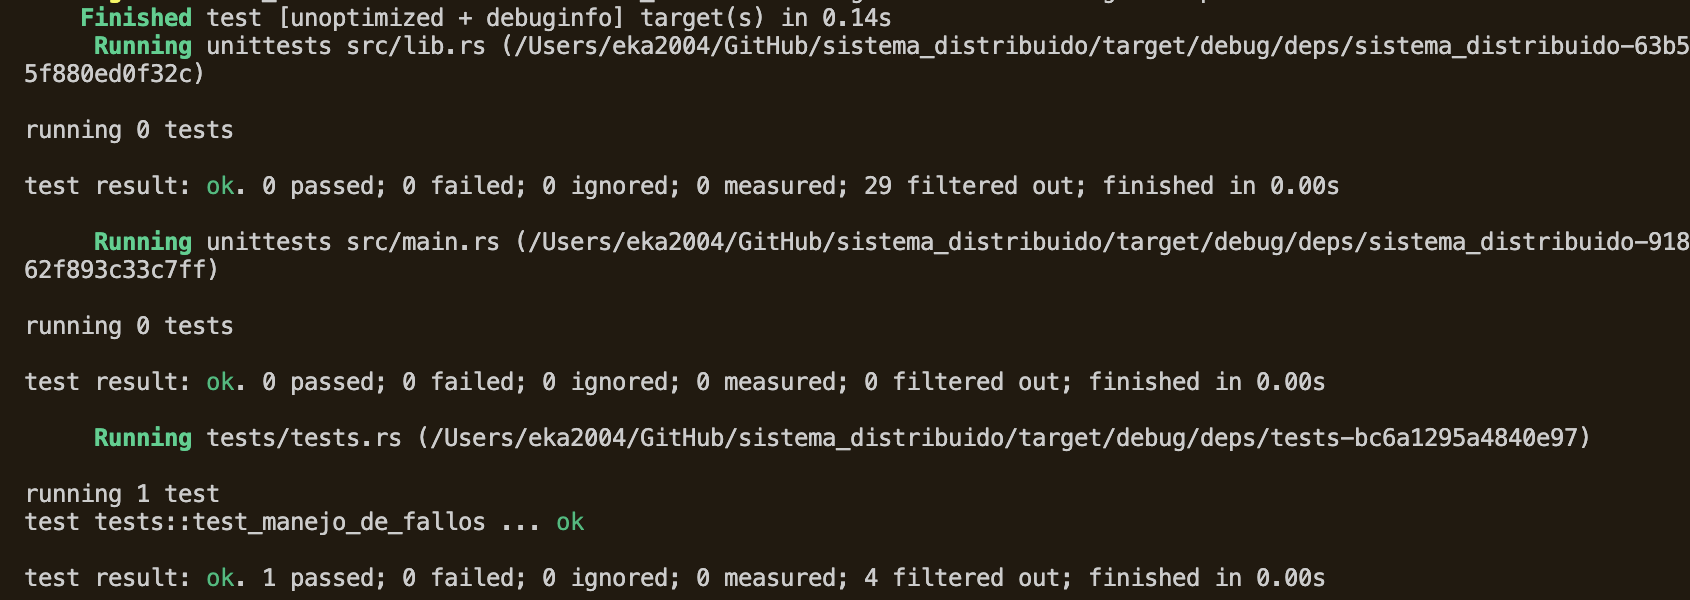 Finished test [unoptimized + debuginfo] target(s) in 0.14s
Running unittests src/lib.rs (/Users/eka2004/GitHub/sistema_distribuido/target/debug/deps/sistema_distribuido-63b5
5f880ed0f32c)
running 0 tests
test result: ok. 0 passed; 0 failed; 0 ignored; 0 measured; 29 filtered out; finished in 0.00s
Running unittests src/main.rs (/Users/eka2004/GitHub/sistema_distribuido/target/debug/deps/sistema_distribuido-918
62f893c33c7ff)
running 0 tests
test result: ok. 0 passed; 0 failed; 0 ignored; 0 measured; 0 filtered out; finished in 0.00s
Running tests/tests.rs (/Users/eka2004/GitHub/sistema_distribuido/target/debug/deps/tests-bc6a1295a4840e97)
running 1 test
test tests::test_manejo_de_fallos ... ok
test result: ok. 1 passed; 0 failed; 0 ignored; 0 measured; 4 filtered out; finished in 0.00s